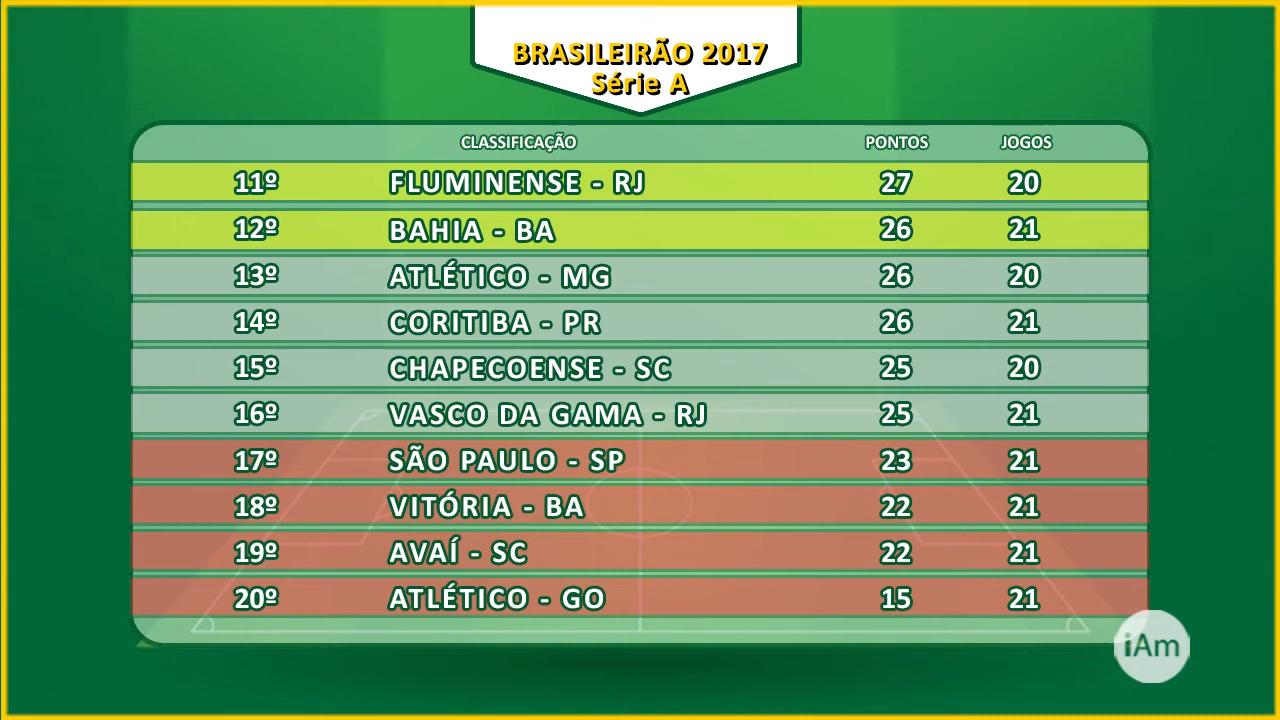 BRASILEIRÃO 2017
Série A
CLASSIFICAÇÃO PONTOS JOGOS
11º FLUMINENSE - RJ 27 20
12º BAHIA - BA 26 21
13º ATLÉTICO - MG 26 20
14º CORITIBA - PR 26 21
15º CHAPECOENSE - SC 25 20
16º VASCO DA GAMA - RJ 25 21
17º SÃO PAULO - SP 23 21
18º VITÓRIA - BA 22 21
19º AVAÍ - SC 22 21
20º ATLÉTICO - GO 15 21
iAm